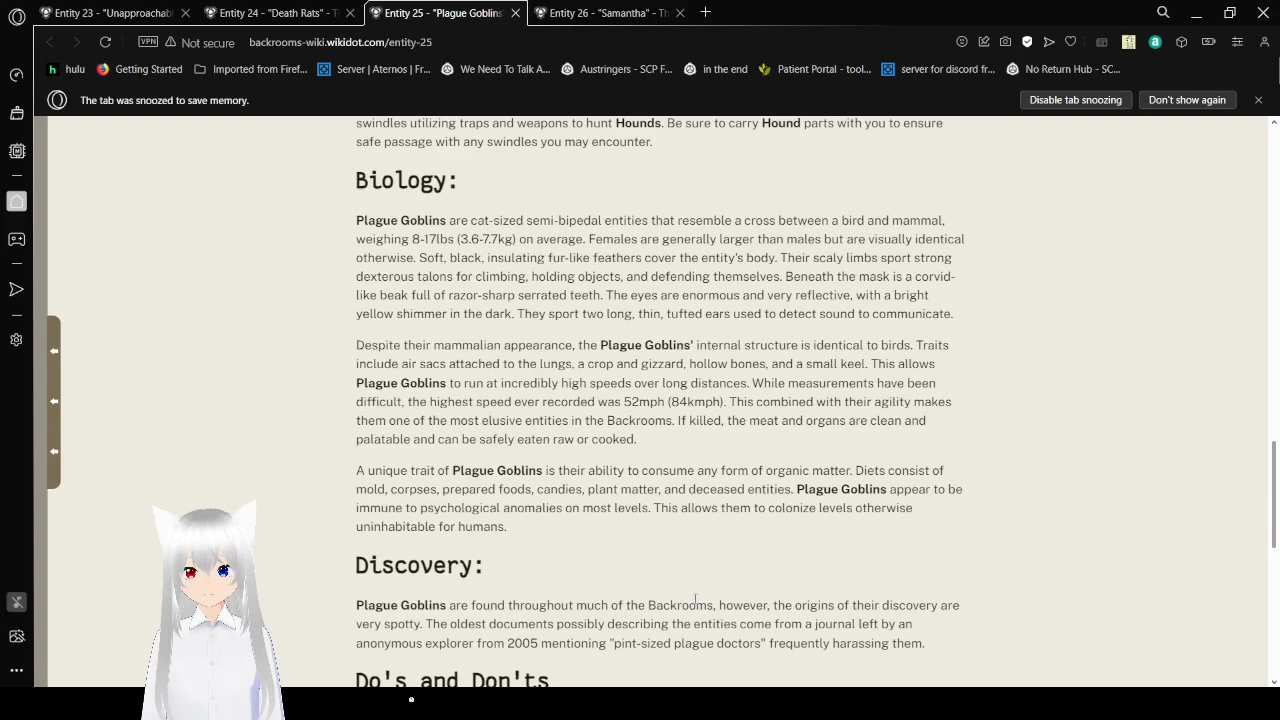 Entity 23 - "Unapproachabl
Entity 24 - "Death Rats" - Th
Entity 25 - "Plague Goblins"
Entity 26 - "Samantha" - Th
VPN
Not secure
backrooms-wiki.wikidot.com/entity-25
hulu
Getting Started
Imported from Firef...
Server | Aternos | Fr...
We Need To Talk A...
Austringers - SCP F...
in the end
Patient Portal - tool...
server for discord fr...
No Return Hub - SC...
The tab was snoozed to save memory.
Disable tab snoozing
Don't show again
swindles utilizing traps and weapons to hunt Hounds. Be sure to carry Hound parts with you to ensure
safe passage with any swindles you may encounter.
Biology:
Plague Goblins are cat-sized semi-bipedal entities that resemble a cross between a bird and mammal,
weighing 8-17lbs (3.6-7.7kg) on average. Females are generally larger than males but are visually identical
otherwise. Soft, black, insulating fur-like feathers cover the entity's body. Their scaly limbs sport strong
dexterous talons for climbing, holding objects, and defending themselves. Beneath the mask is a corvid-
like beak full of razor-sharp serrated teeth. The eyes are enormous and very reflective, with a bright
yellow shimmer in the dark. They sport two long, thin, tufted ears used to detect sound to communicate.
Despite their mammalian appearance, the Plague Goblins' internal structure is identical to birds. Traits
include air sacs attached to the lungs, a crop and gizzard, hollow bones, and a small keel. This allows
Plague Goblins to run at incredibly high speeds over long distances. While measurements have been
difficult, the highest speed ever recorded was 52mph (84kmph). This combined with their agility makes
them one of the most elusive entities in the Backrooms. If killed, the meat and organs are clean and
palatable and can be safely eaten raw or cooked.
A unique trait of Plague Goblins is their ability to consume any form of organic matter. Diets consist of
mold, corpses, prepared foods, candies, plant matter, and deceased entities. Plague Goblins appear to be
immune to psychological anomalies on most levels. This allows them to colonize levels otherwise
uninhabitable for humans.
Discovery:
Plague Goblins are found throughout much of the Backrooms, however, the origins of their discovery are
very spotty. The oldest documents possibly describing the entities come from a journal left by an
anonymous explorer from 2005 mentioning "pint-sized plague doctors" frequently harassing them.
Do's and Don'ts